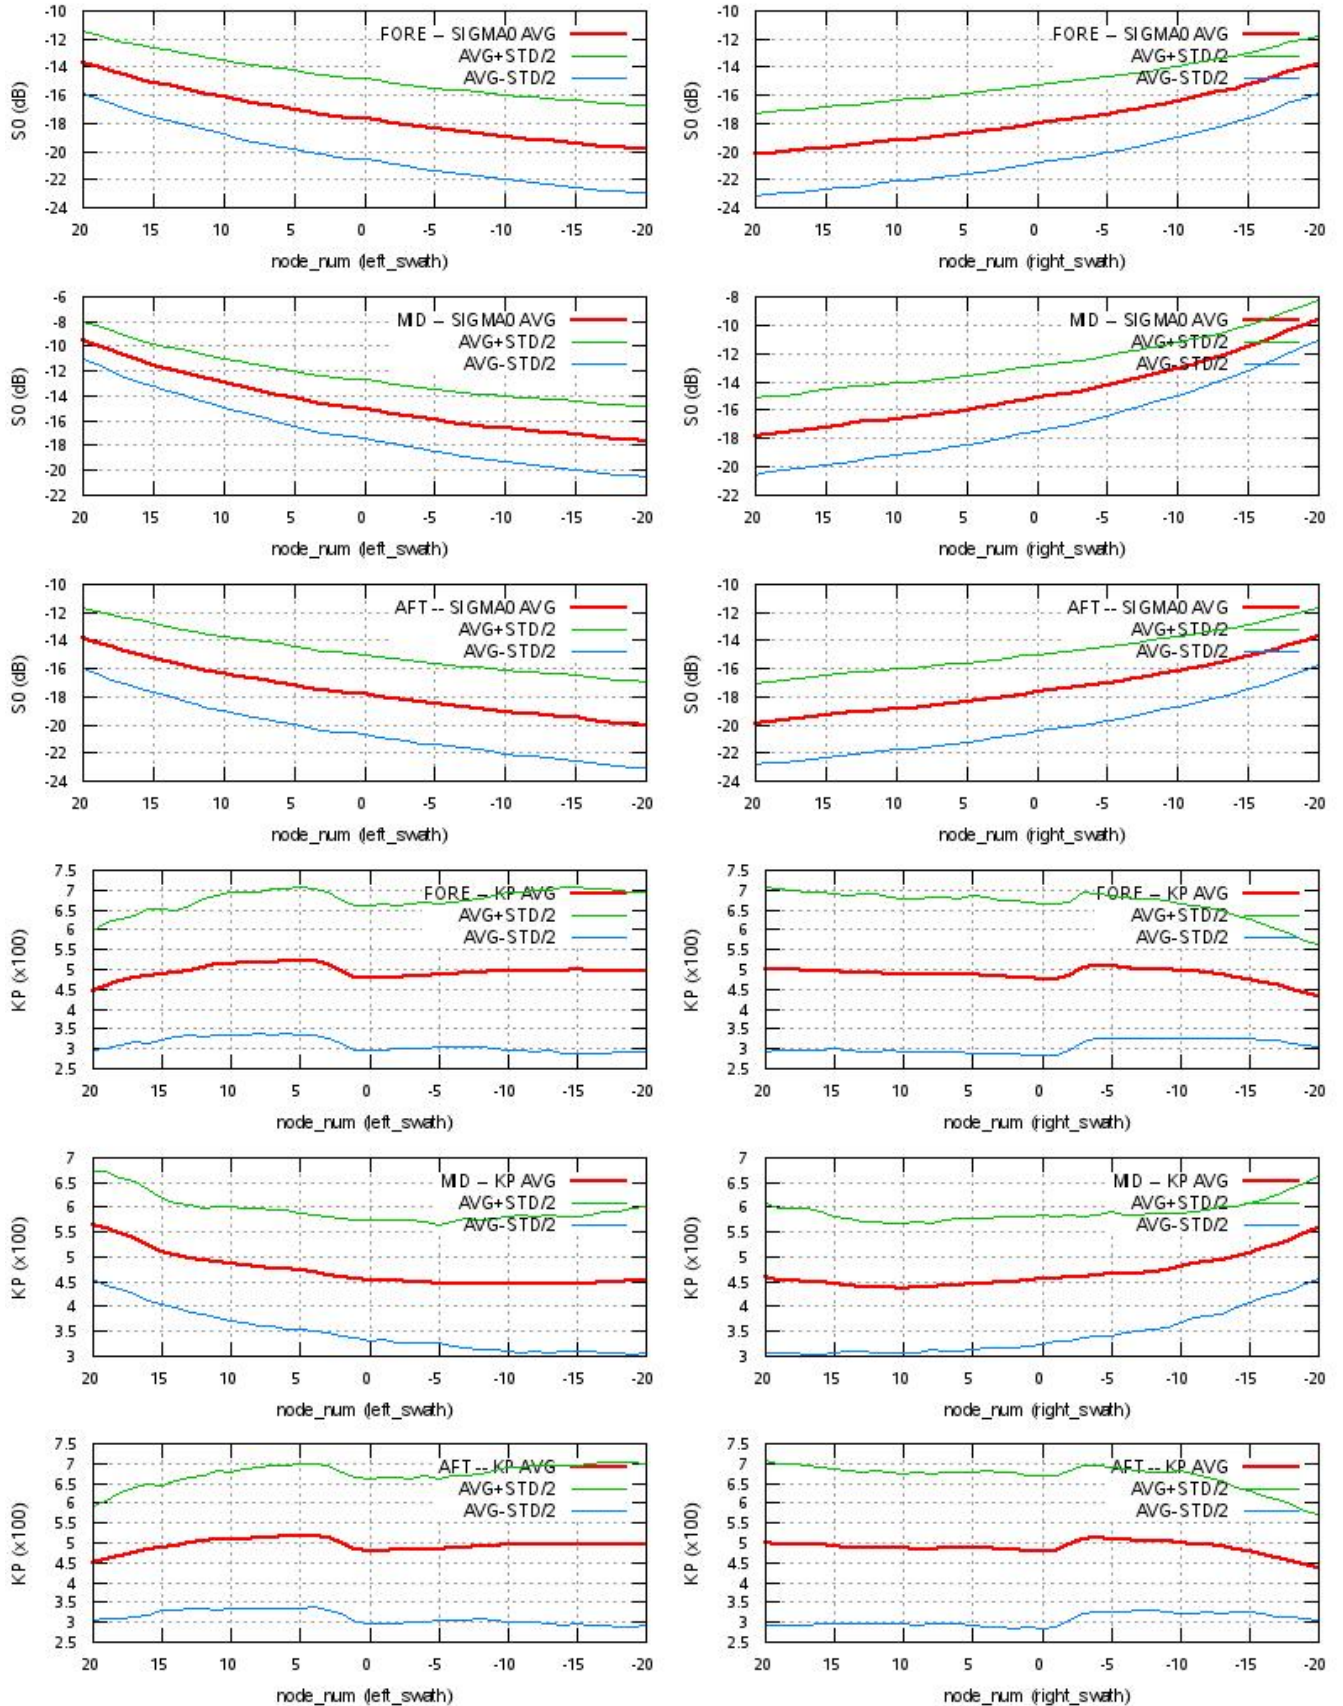 -10
-12
-14
-16
-18
-20
-22
-24
S0 (dB)
FORE -- SIGMA0 AVG
AVG+STD/2
AVG-STD/2
20 15 10 5 0 -5 -10 -15 -20
node_num (left_swath)
-10
-12
-14
-16
-18
-20
-22
-24
S0 (dB)
FORE -- SIGMA0 AVG
AVG+STD/2
AVG-STD/2
20 15 10 5 0 -5 -10 -15 -20
node_num (right_swath)
-6
-8
-10
-12
-14
-16
-18
-20
-22
S0 (dB)
MID -- SIGMA0 AVG
AVG+STD/2
AVG-STD/2
20 15 10 5 0 -5 -10 -15 -20
node_num (left_swath)
-8
-10
-12
-14
-16
-18
-20
-22
S0 (dB)
MID -- SIGMA0 AVG
AVG+STD/2
AVG-STD/2
20 15 10 5 0 -5 -10 -15 -20
node_num (right_swath)
-10
-12
-14
-16
-18
-20
-22
-24
S0 (dB)
AFT -- SIGMA0 AVG
AVG+STD/2
AVG-STD/2
20 15 10 5 0 -5 -10 -15 -20
node_num (left_swath)
-10
-12
-14
-16
-18
-20
-22
-24
S0 (dB)
AFT -- SIGMA0 AVG
AVG+STD/2
AVG-STD/2
20 15 10 5 0 -5 -10 -15 -20
node_num (right_swath)
7.5
7
6.5
6
5.5
5
4.5
4
3.5
3
2.5
KP (x100)
FORE -- KP AVG
AVG+STD/2
AVG-STD/2
20 15 10 5 0 -5 -10 -15 -20
node_num (left_swath)
7.5
7
6.5
6
5.5
5
4.5
4
3.5
3
2.5
KP (x100)
FORE -- KP AVG
AVG+STD/2
AVG-STD/2
20 15 10 5 0 -5 -10 -15 -20
node_num (right_swath)
7
6.5
6
5.5
5
4.5
4
3.5
3
KP (x100)
MID -- KP AVG
AVG+STD/2
AVG-STD/2
20 15 10 5 0 -5 -10 -15 -20
node_num (left_swath)
7
6.5
6
5.5
5
4.5
4
3.5
3
KP (x100)
MID -- KP AVG
AVG+STD/2
AVG-STD/2
20 15 10 5 0 -5 -10 -15 -20
node_num (right_swath)
7.5
7
6.5
6
5.5
5
4.5
4
3.5
3
2.5
KP (x100)
AFT -- KP AVG
AVG+STD/2
AVG-STD/2
20 15 10 5 0 -5 -10 -15 -20
node_num (left_swath)
7.5
7
6.5
6
5.5
5
4.5
4
3.5
3
2.5
KP (x100)
AFT -- KP AVG
AVG+STD/2
AVG-STD/2
20 15 10 5 0 -5 -10 -15 -20
node_num (right_swath)